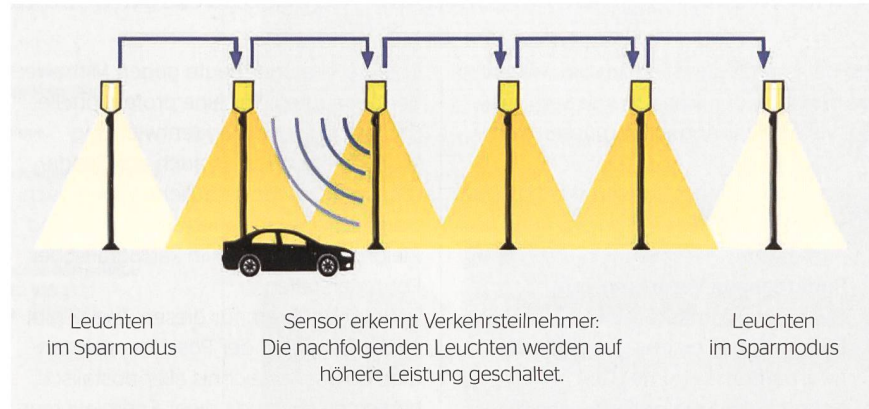 Leuchten
im Sparmodus
Sensor erkennt Verkehrsteilnehmer:
Die nachfolgenden Leuchten werden auf
höhere Leistung geschaltet.
Leuchten
im Sparmodus